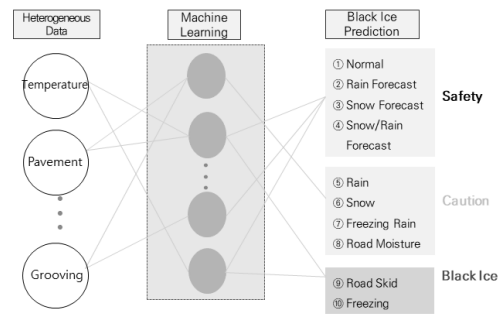 Heterogeneous
Data
Machine
Learning
Black Ice
Prediction
Temperature
Pavement
Grooving
① Normal
② Rain Forecast
③ Snow Forecast
④ Snow/Rain
Forecast
Safety
⑤ Rain
⑥ Snow
⑦ Freezing Rain
⑧ Road Moisture
Caution
⑨ Road Skid
⑩ Freezing
Black Ice